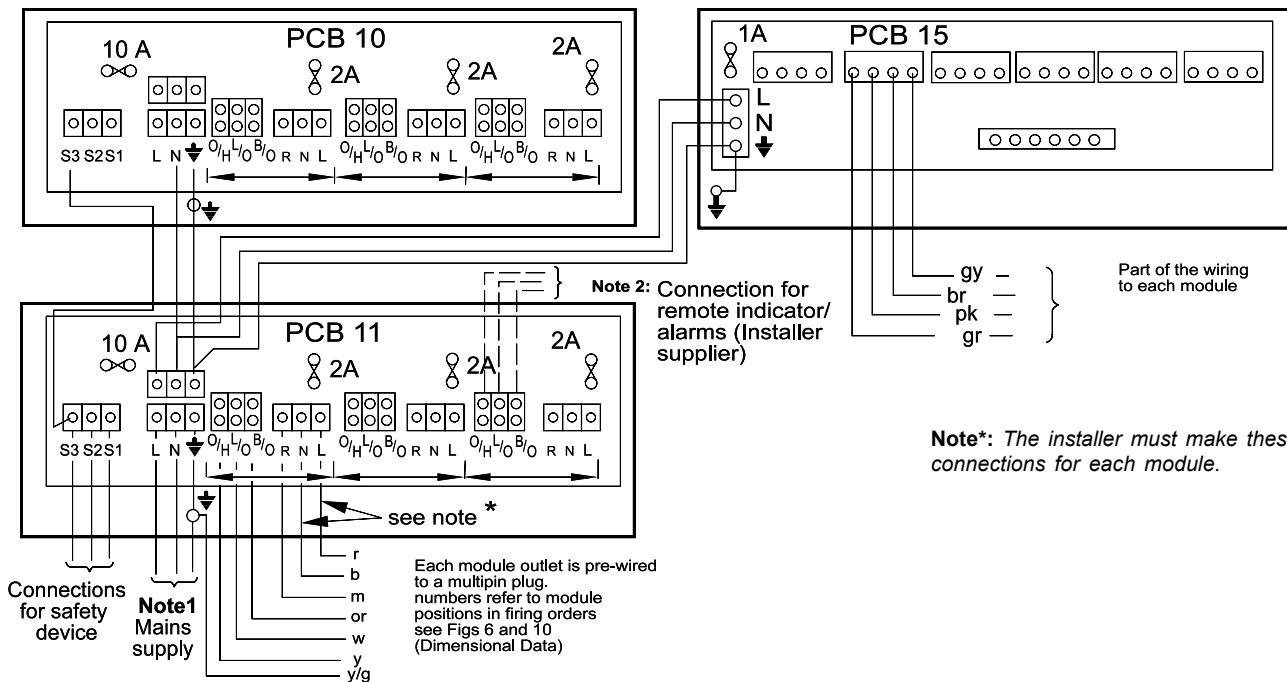 PCB 10
10 A
2A
2A
2A
S3 S2 S1
L N
O/H L/O B/O R N L
O/H L/O B/O R N L
O/H L/O B/O R N L
1A
PCB 15
L
N
gy
br
pk
gr
Part of the wiring
to each module
Note 2: Connection for
remote indicator/
alarms (Installer
supplier)
PCB 11
10 A
2A
2A
2A
S3 S2 S1
L N
O/H L/O B/O R N L
O/H L/O B/O R N L
O/H L/O B/O R N L
Note*: The installer must make thes
connections for each module.
see note *
Connections
for safety
device
Note1
Mains
supply
r
b
m
or
w
y
y/g
Each module outlet is pre-wired
to a multipin plug.
numbers refer to module
positions in firing orders
see Figs 6 and 10
(Dimensional Data)